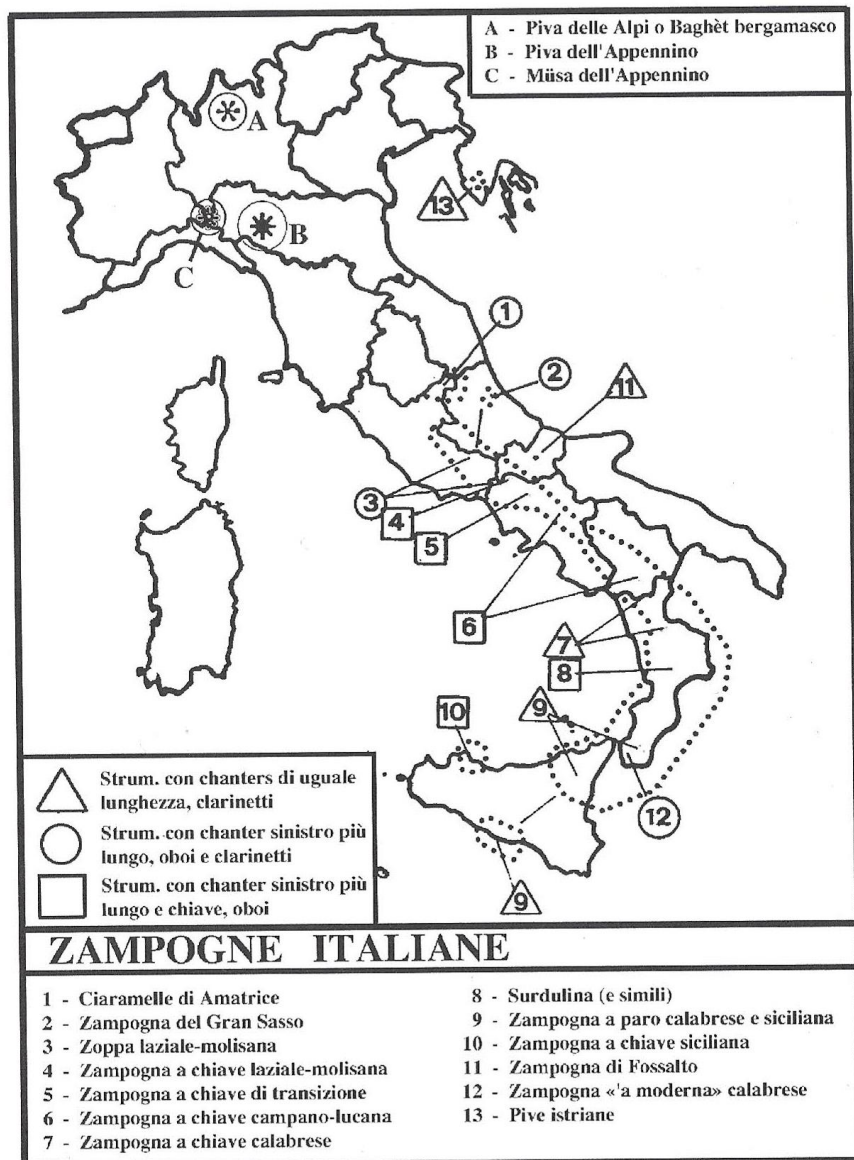 A - Piva delle Alpi o Baghèt bergamasco
B - Piva dell'Appennino
C - Müsa dell'Appennino
A
B
C
13
1
2
11
3
4
5
6
7
8
9
10
12
9
Strum. con chanters di uguale
lunghezza, clarinetti
Strum. con chanter sinistro più
lungo, oboi e clarinetti
Strum. con chanter sinistro più
lungo e chiave, oboi
ZAMPOGNE ITALIANE
1 - Ciaramelle di Amatrice
2 - Zampogna del Gran Sasso
3 - Zoppa laziale-molisana
4 - Zampogna a chiave laziale-molisana
5 - Zampogna a chiave di transizione
6 - Zampogna a chiave campano-lucana
7 - Zampogna a chiave calabrese
8 - Surdulina (e simili)
9 - Zampogna a paro calabrese e siciliana
10 - Zampogna a chiave siciliana
11 - Zampogna di Fossalto
12 - Zampogna «'a moderna» calabrese
13 - Pive istriane